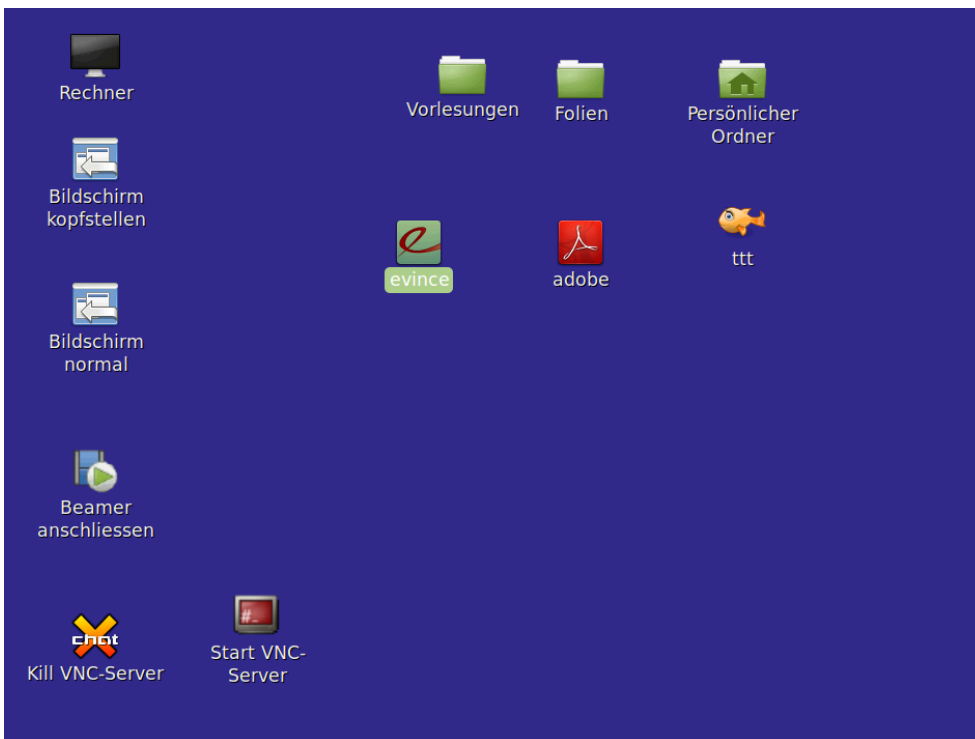 Rechner
Vorlesungen
Folien
Persönlicher
Ordner
Bildschirm
kopfstellen
evince
adobe
ttt
Bildschirm
normal
Beamer
anschliessen
#_
chat
Kill VNC-Server
Start VNC-
Server